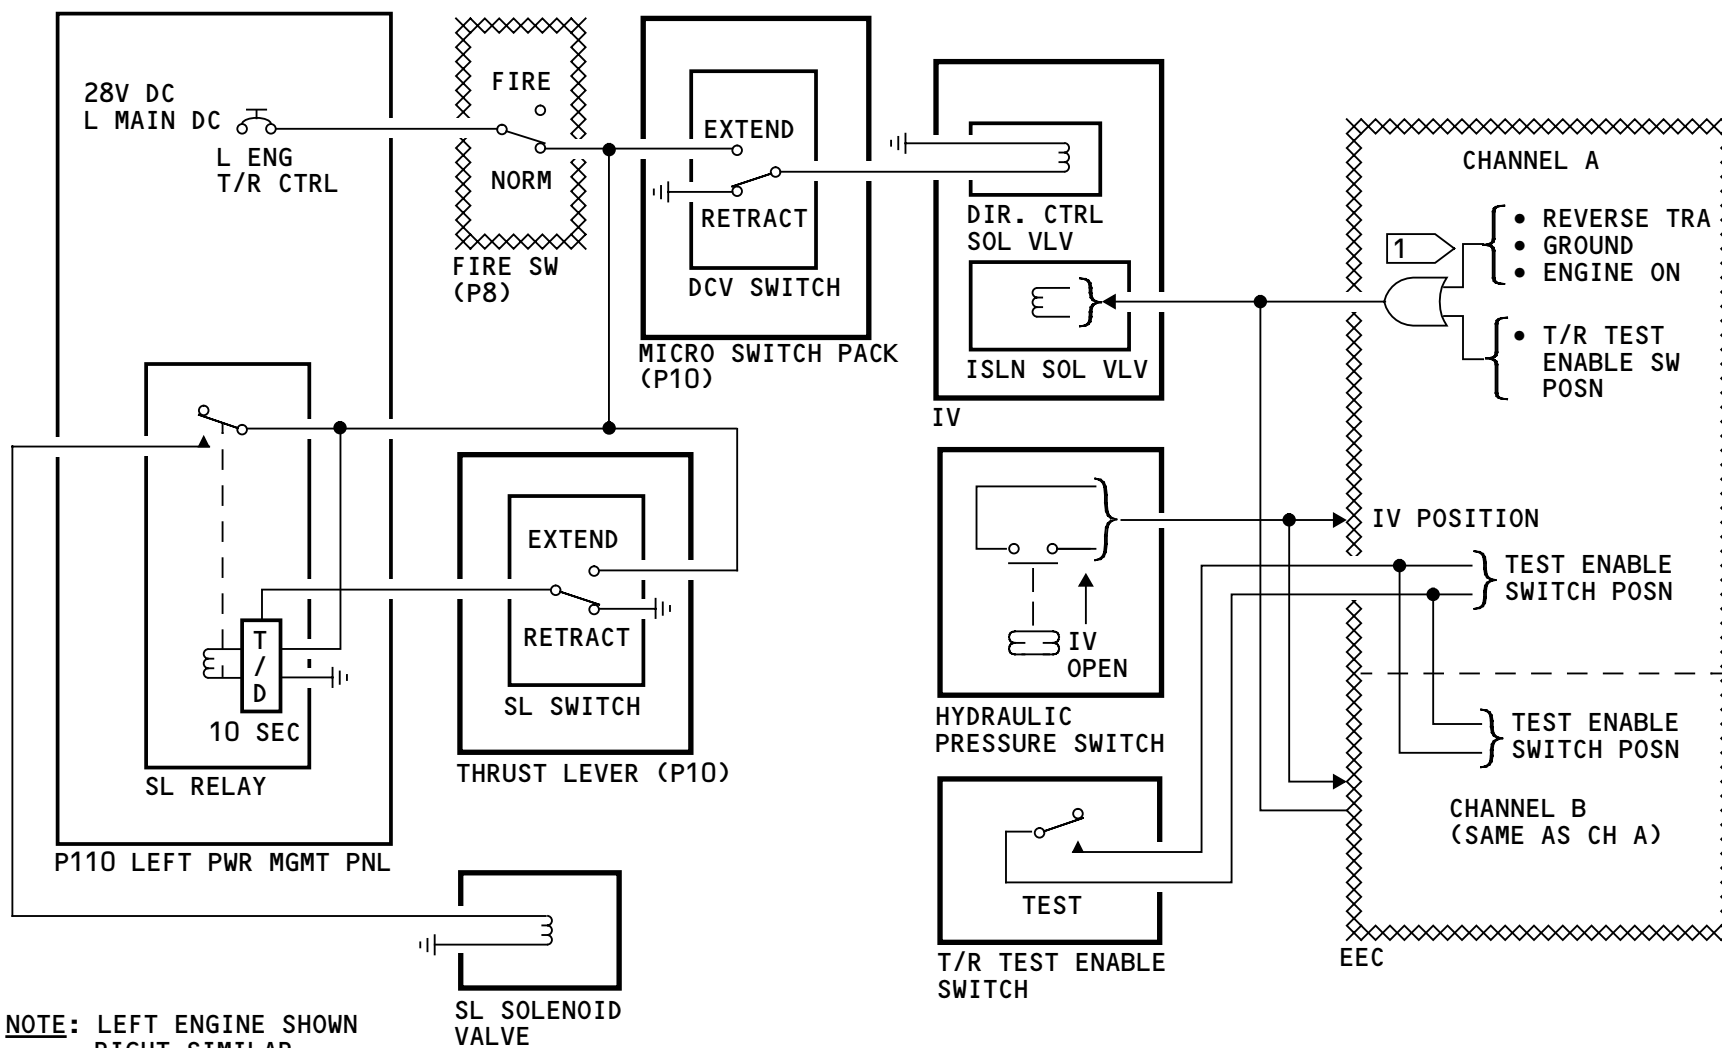 28V DC
L MAIN DC
L ENG
T/R CTRL
FIRE
NORM
FIRE SW
(P8)
EXTEND
RETRACT
DCV SWITCH
MICRO SWITCH PACK
(P10)
DIR. CTRL
SOL VLV
ISLN SOL VLV
IV
CHANNEL A
1
• REVERSE TRA
• GROUND
• ENGINE ON
• T/R TEST
ENABLE SW
POSN
IV POSITION
TEST ENABLE
SWITCH POSN
TEST ENABLE
SWITCH POSN
CHANNEL B
(SAME AS CH A)
EEC
T
/
D
10 SEC
SL RELAY
P110 LEFT PWR MGMT PNL
EXTEND
RETRACT
SL SWITCH
THRUST LEVER (P10)
IV
OPEN
HYDRAULIC
PRESSURE SWITCH
TEST
T/R TEST ENABLE
SWITCH
SL SOLENOID
VALVE
NOTE: LEFT ENGINE SHOWN
RIGHT SIMILAR